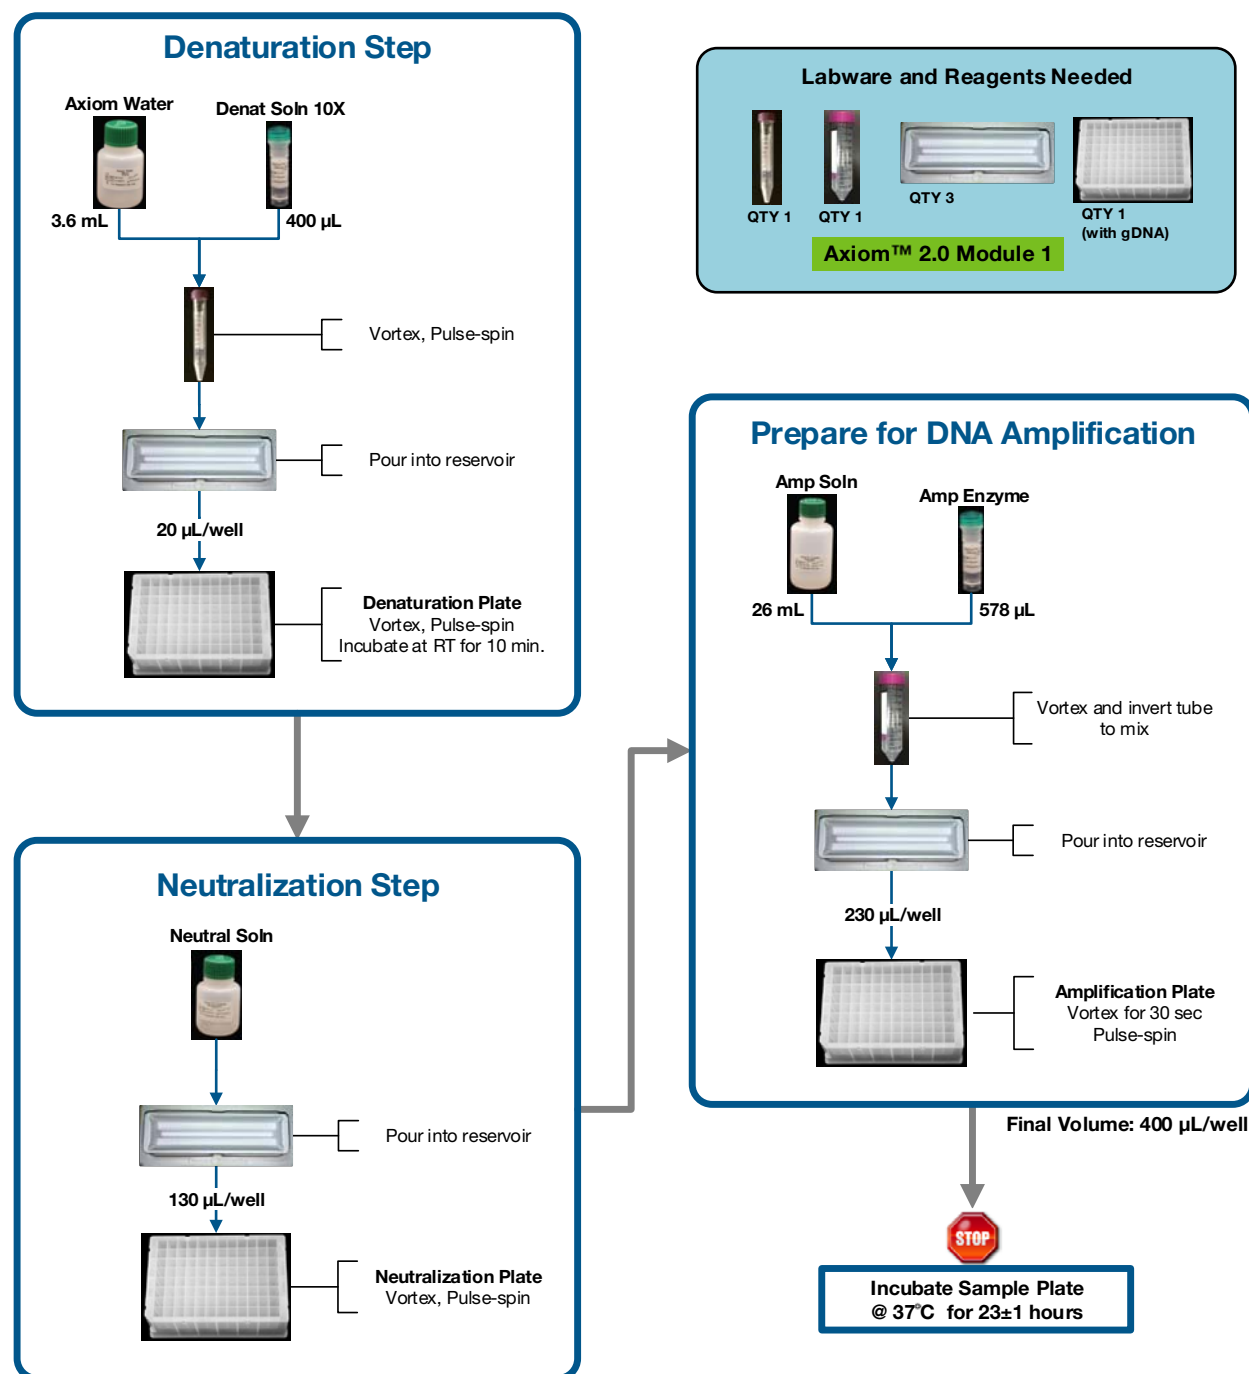 Denaturation Step
Axiom Water
Denat Soln 10X
3.6 mL
400 µL
Vortex, Pulse-spin
Pour into reservoir
20 µL/well
Denaturation Plate
Vortex, Pulse-spin
Incubate at RT for 10 min.
Neutralization Step
Neutral Soln
Pour into reservoir
130 µL/well
Neutralization Plate
Vortex, Pulse-spin
Labware and Reagents Needed
QTY 1
QTY 1
QTY 3
QTY 1
(with gDNA)
Axiom™ 2.0 Module 1
Prepare for DNA Amplification
Amp Soln
Amp Enzyme
26 mL
578 µL
Vortex and invert tube
to mix
Pour into reservoir
230 µL/well
Amplification Plate
Vortex for 30 sec
Pulse-spin
Final Volume: 400 µL/well
STOP
Incubate Sample Plate
@ 37°C for 23±1 hours